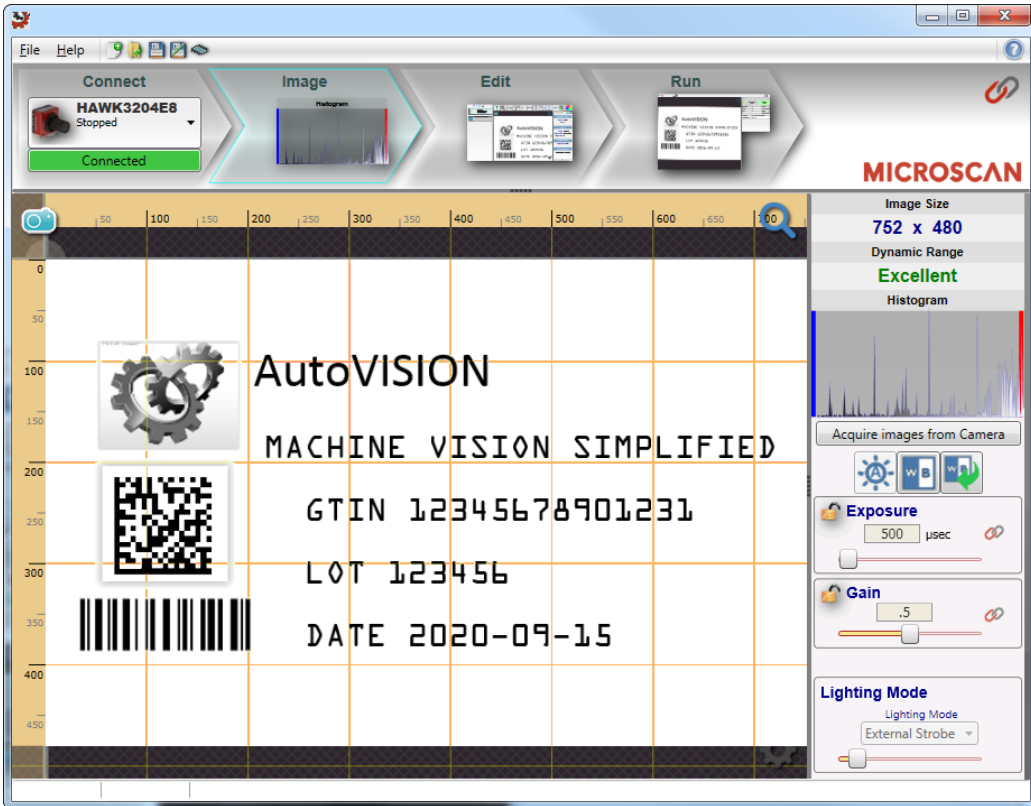 File Help
Connect Image Edit Run
HAWK3204E8
Stopped
Connected
Histogram
MICROSCAN
50 100 150 200 250 300 350 400 450 500 550 600 650 700
0
50
100
150
200
250
300
350
400
450
AutoVISION
MACHINE VISION SIMPLIFIED
GTIN 12345678901231
LOT 123456
DATE 2020-09-15
Image Size
752 x 480
Dynamic Range
Excellent
Histogram
Acquire images from Camera
A W B W B
Exposure
500 µsec
Gain
.5
Lighting Mode
Lighting Mode
External Strobe